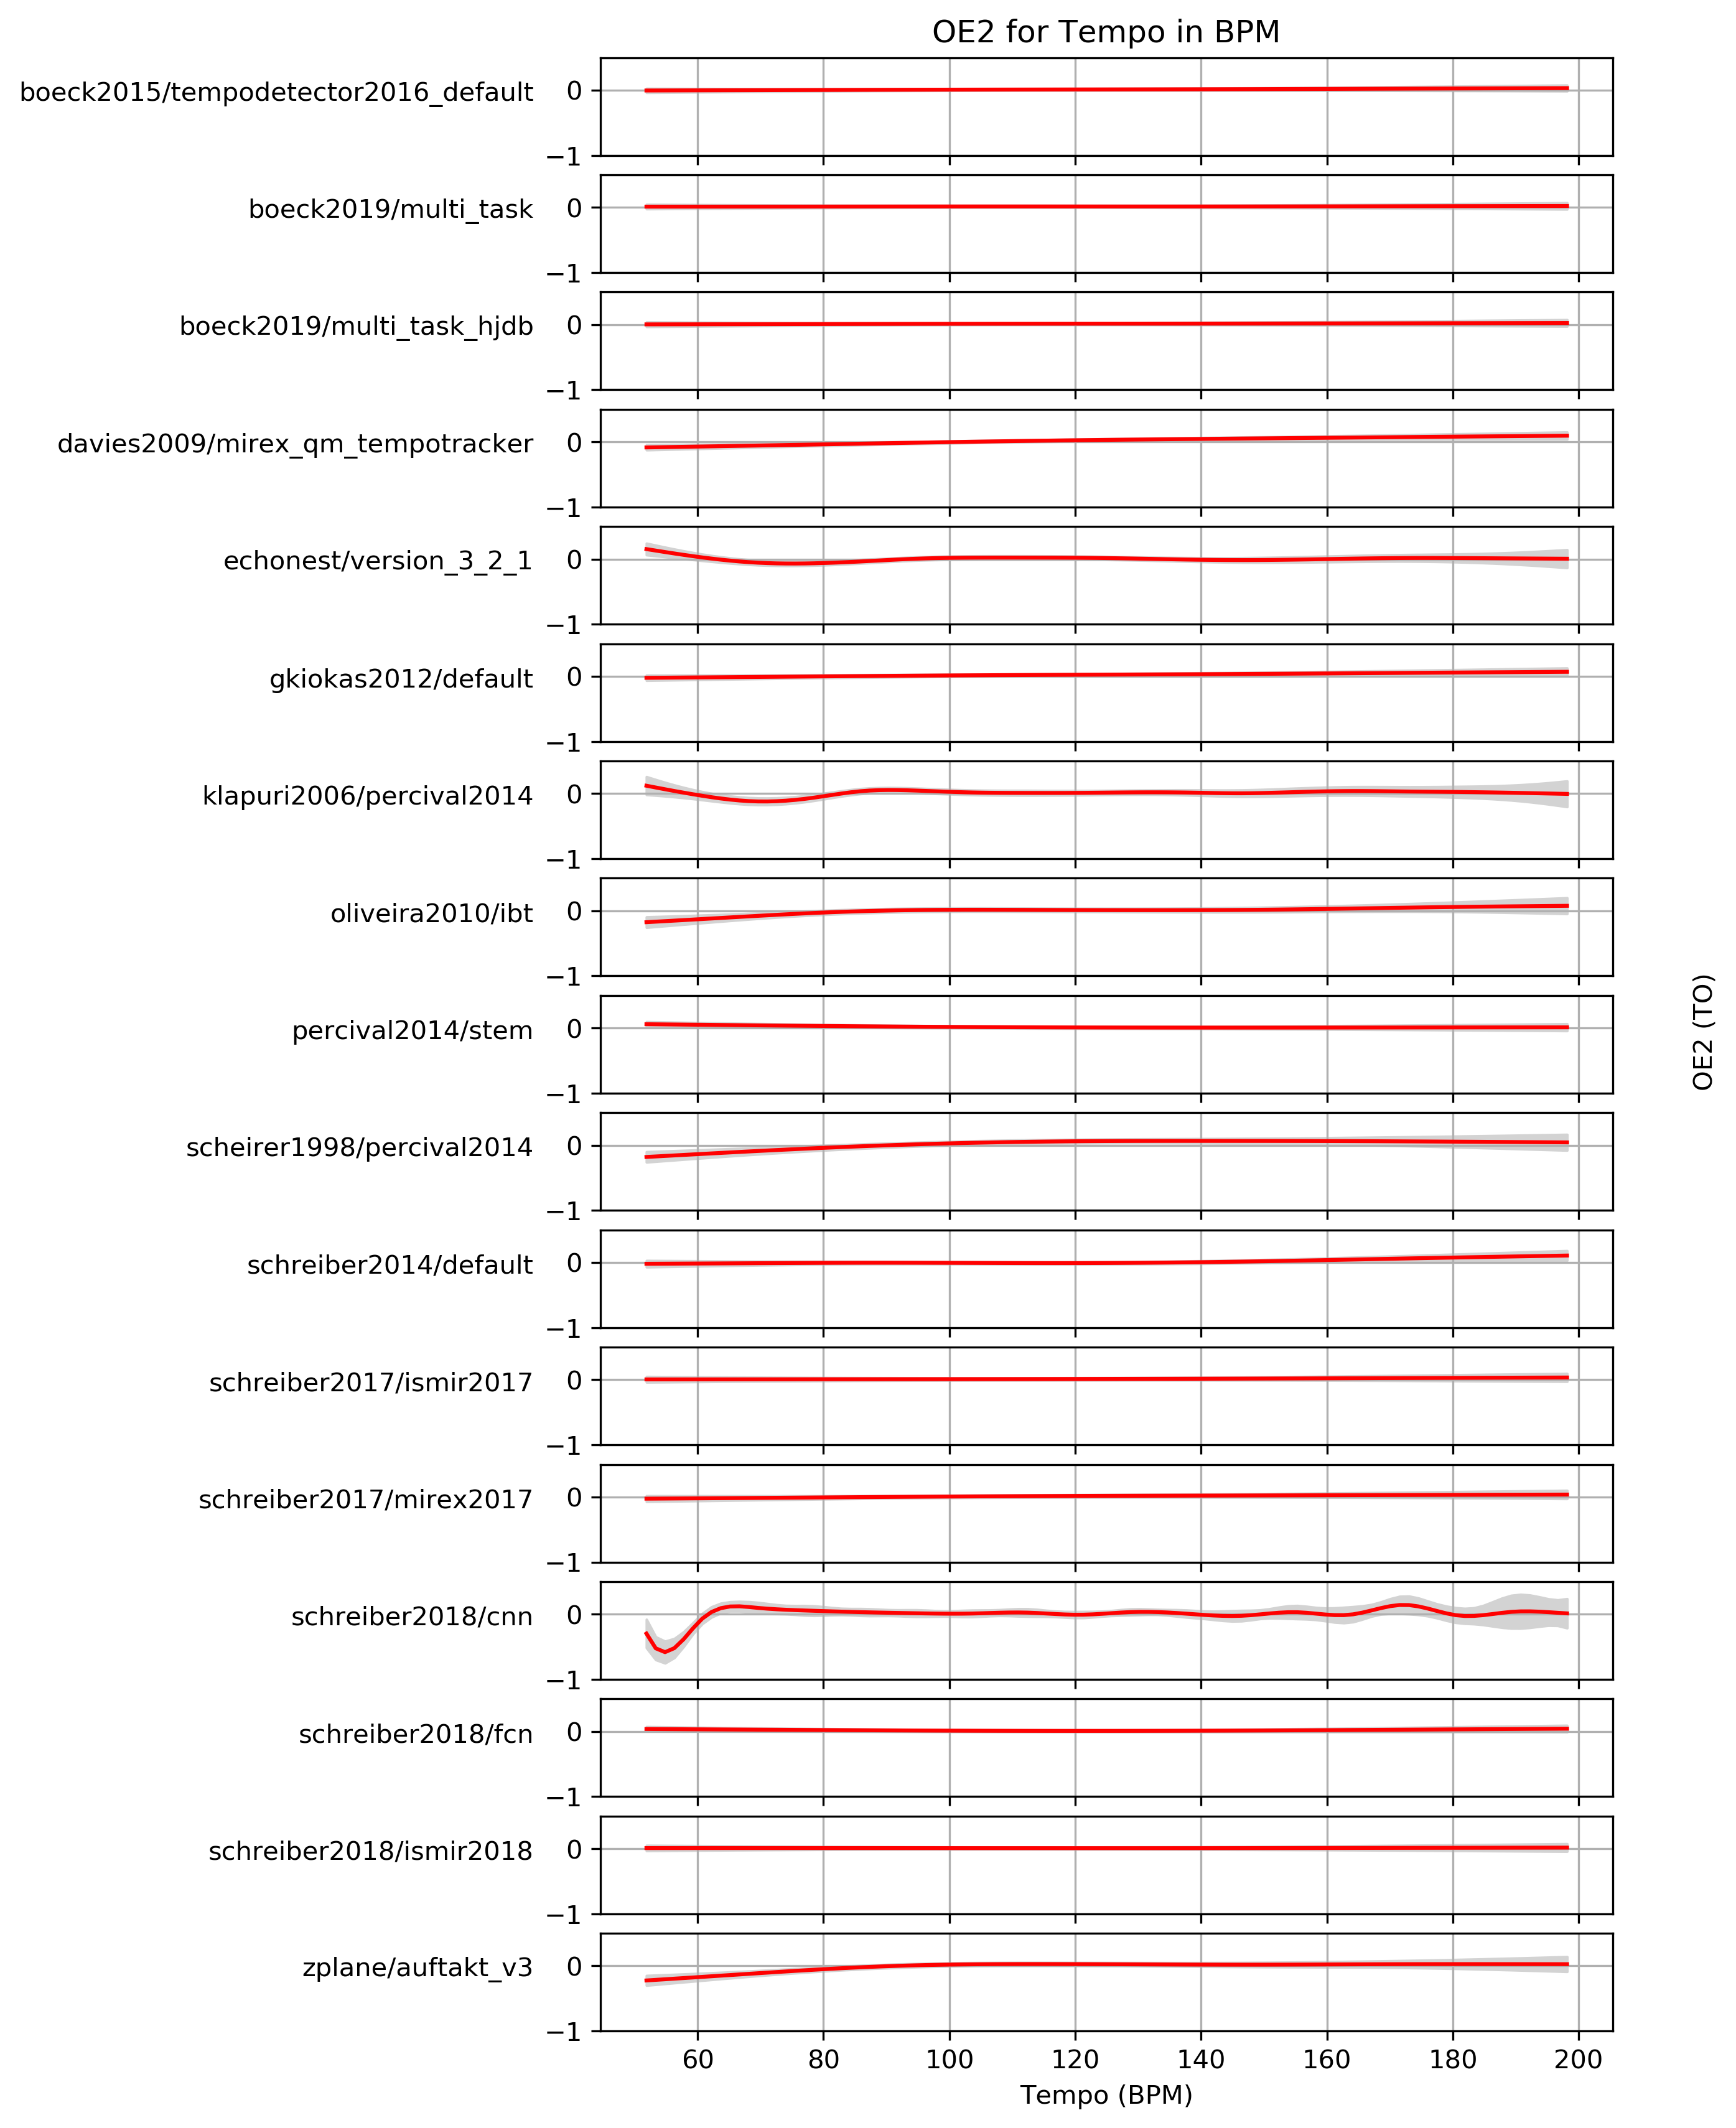 OE2 for Tempo in BPM
boeck2015/tempodetector2016_default
0
−1
boeck2019/multi_task
0
−1
boeck2019/multi_task_hjdb
0
−1
davies2009/mirex_qm_tempotracker
0
−1
echonest/version_3_2_1
0
−1
gkiokas2012/default
0
−1
klapuri2006/percival2014
0
−1
oliveira2010/ibt
0
−1
percival2014/stem
0
−1
scheirer1998/percival2014
0
−1
schreiber2014/default
0
−1
schreiber2017/ismir2017
0
−1
schreiber2017/mirex2017
0
−1
schreiber2018/cnn
0
−1
schreiber2018/fcn
0
−1
schreiber2018/ismir2018
0
−1
zplane/auftakt_v3
0
−1
60 80 100 120 140 160 180 200
Tempo (BPM)
OE2 (TO)